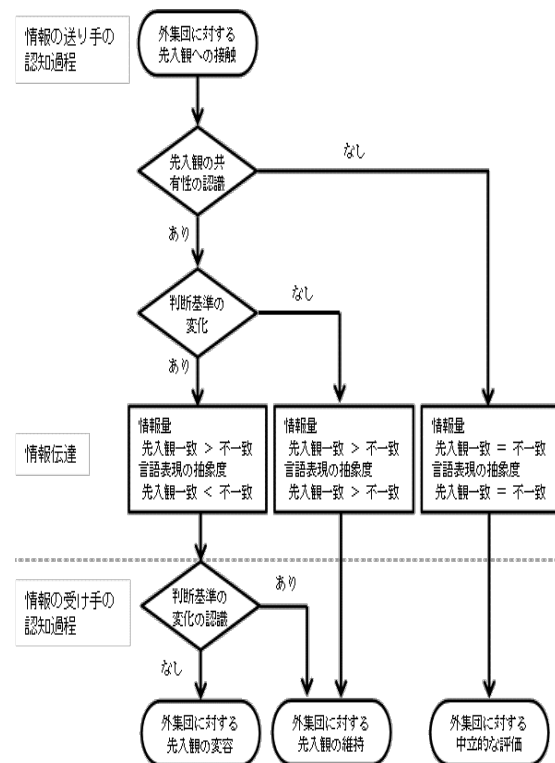 情報の送り手の
認知過程
外集団に対する
先入観への接触
先入観の共
有性の認識
なし
あり
判断基準の
変化
なし
あり
情報伝達
情報量
先入観一致 > 不一致
言語表現の抽象度
先入観一致 < 不一致
情報量
先入観一致 > 不一致
言語表現の抽象度
先入観一致 > 不一致
情報量
先入観一致 = 不一致
言語表現の抽象度
先入観一致 = 不一致
情報の受け手の
認知過程
判断基準の
変化の認識
あり
なし
外集団に対する
先入観の変容
外集団に対する
先入観の維持
外集団に対する
中立的な評価